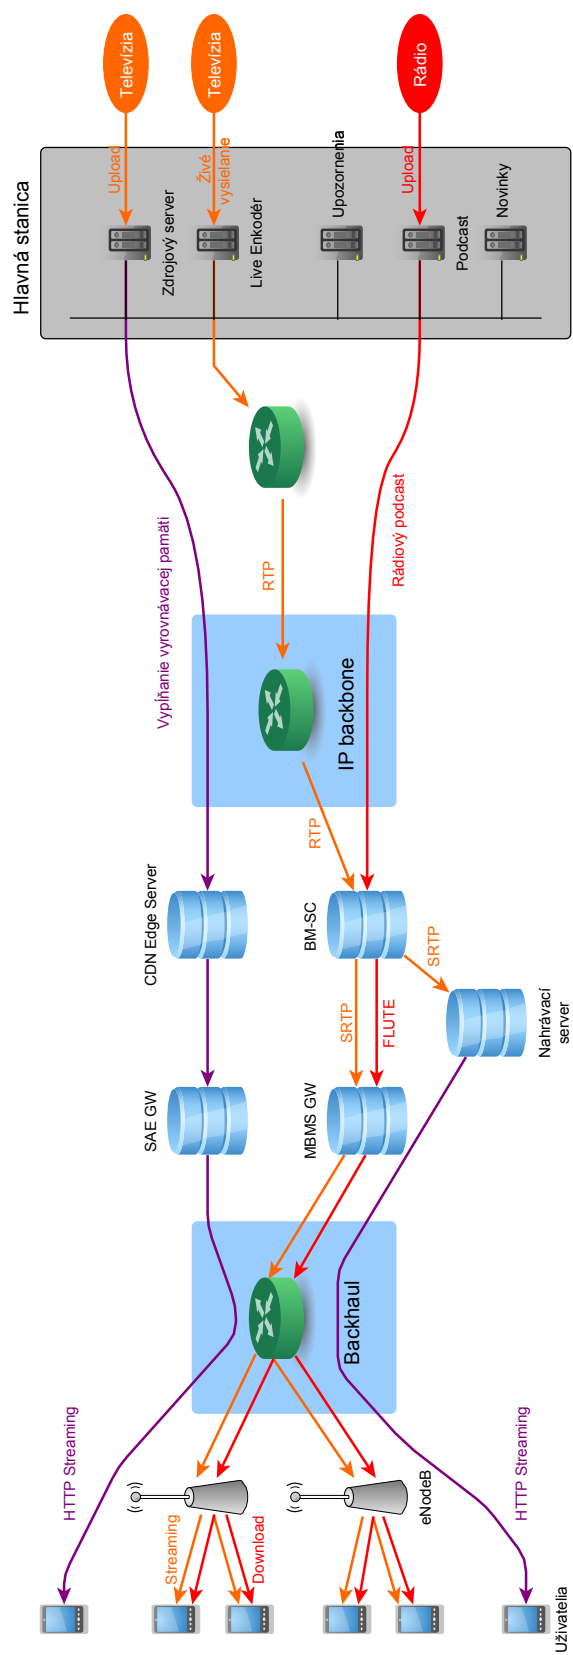 Televízia
Televízia
Rádio
Upload
Živé
vysielanie
Upload
Hlavná stanica
Zdrojový server
Live Enkodér
Upozornenia
Podcast
Novinky
Vypĺňanie vyrovnávacej pamäti
RTP
Rádiový podcast
IP backbone
RTP
CDN Edge Server
BM-SC
SRTP
SRTP
FLUTE
Nahrávací
server
SAE GW
MBMS GW
Backhaul
HTTP Streaming
HTTP Streaming
eNodeB
Streaming
Download
Užívatelia